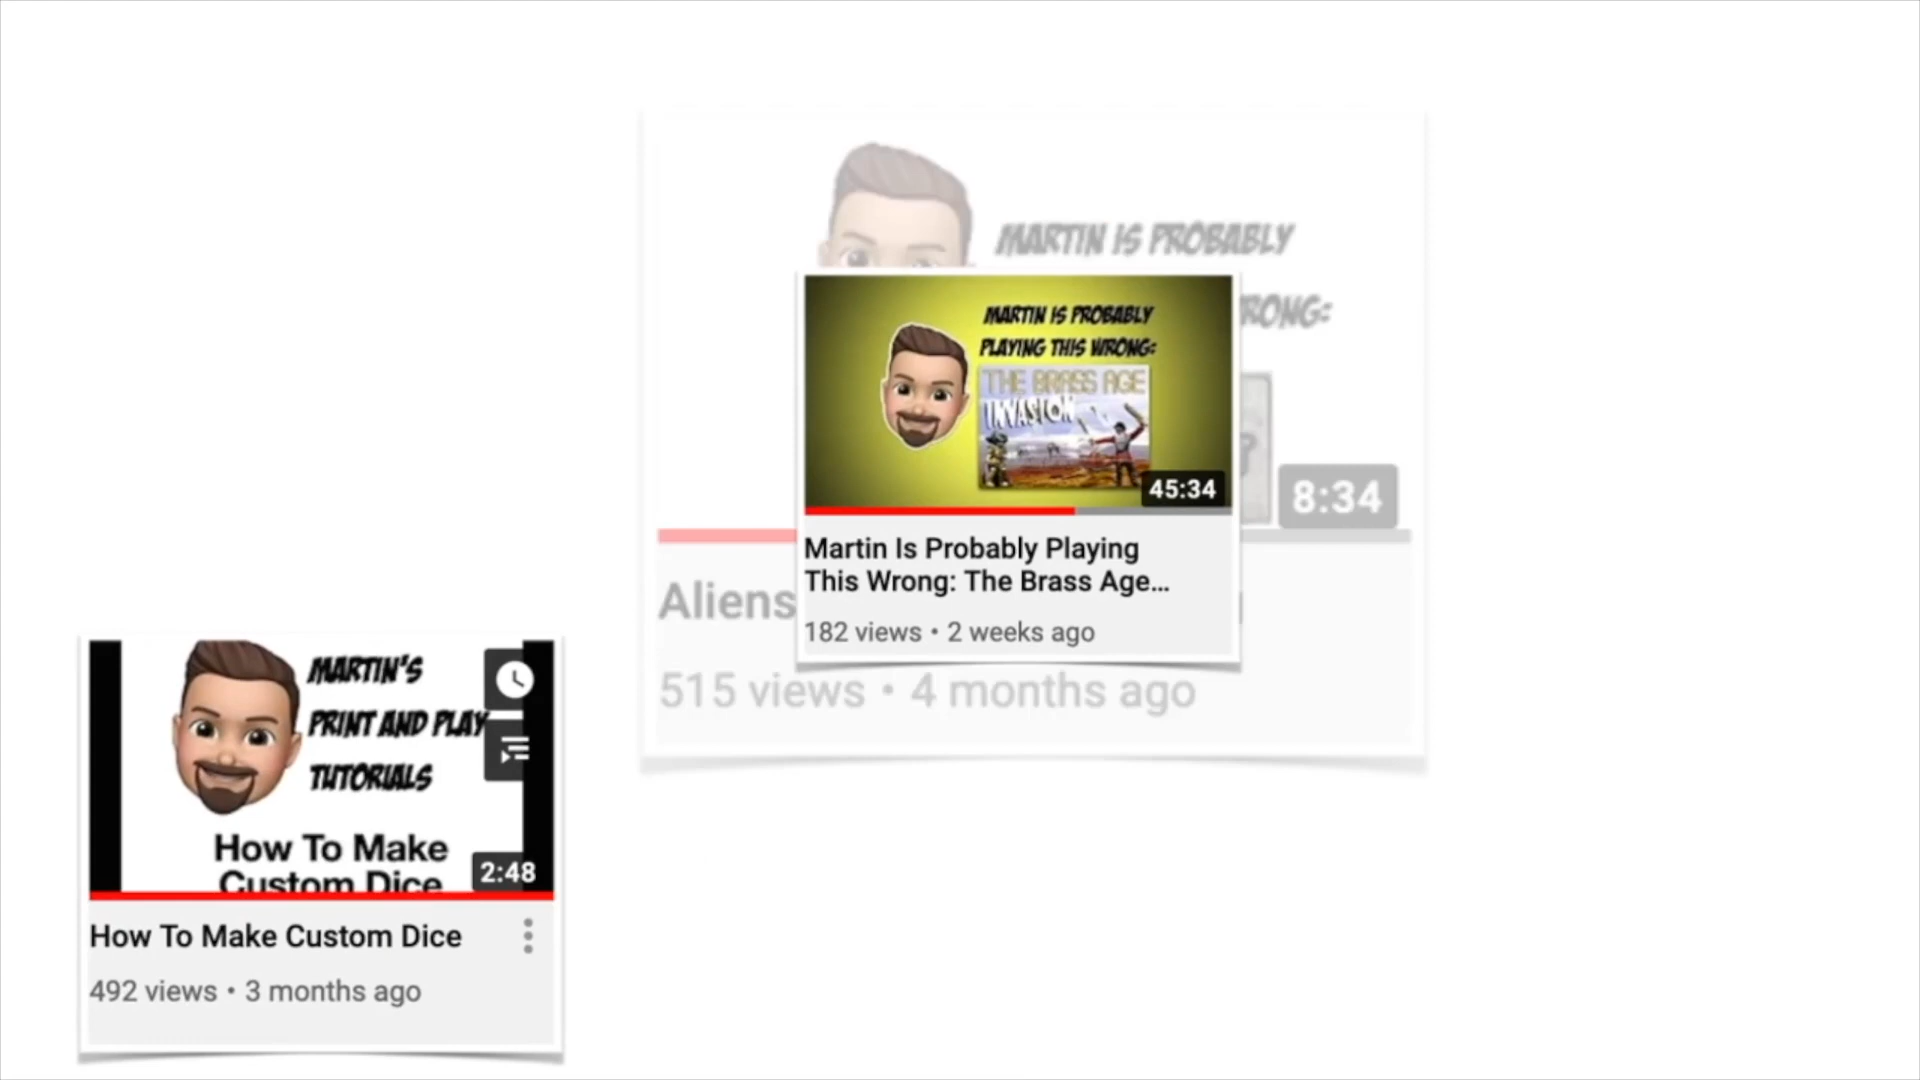 MARTIN IS PROBABLY
RONG:
8:34
Aliens
515 views • 4 months ago
MARTIN IS PROBABLY
PLAYING THIS WRONG:
THE BRASS AGE
INVASION
45:34
Martin Is Probably Playing
This Wrong: The Brass Age...
182 views • 2 weeks ago
MARTIN'S
PRINT AND PLAY
TUTORIALS
How To Make
Custom Dice
2:48
How To Make Custom Dice
492 views • 3 months ago